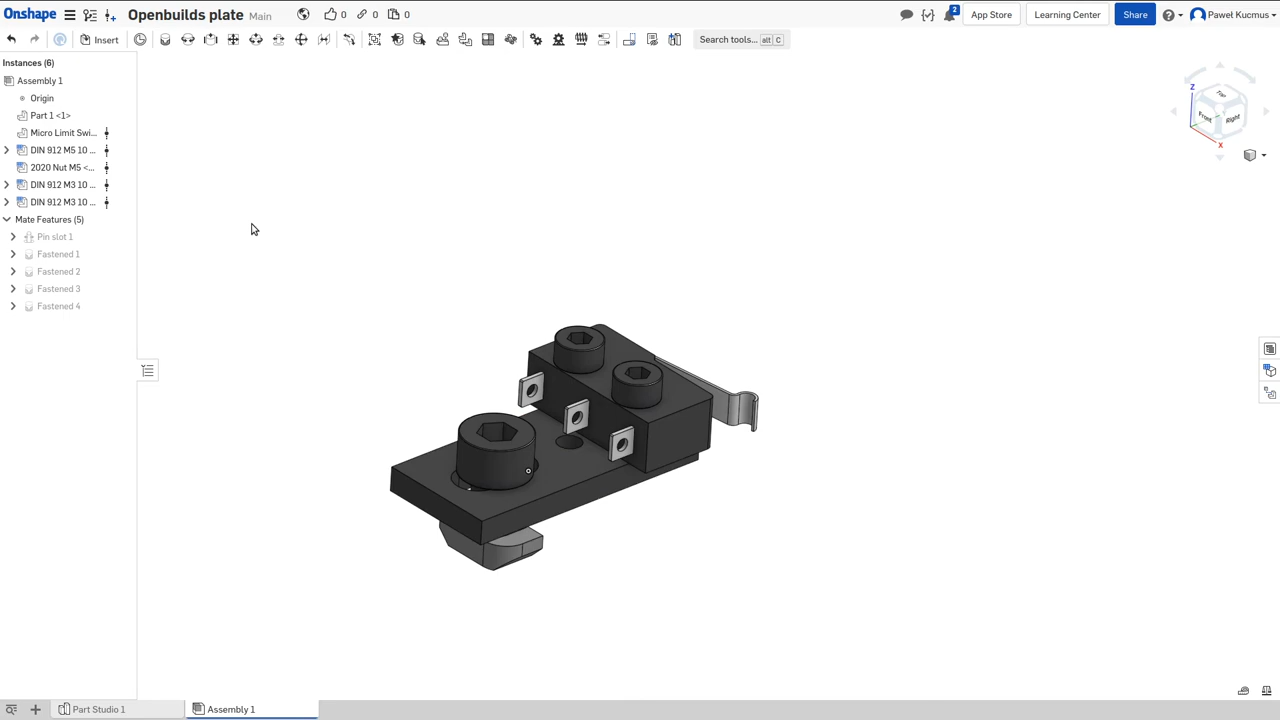 Onshape
Openbuilds plate Main
0
0
0
2
App Store
Learning Center
Share
Paweł Kucmus
Insert
Search tools... alt C
Instances (6)
Assembly 1
Origin
Part 1 <1>
Micro Limit Swi...
DIN 912 M5 10 ...
2020 Nut M5 <...
DIN 912 M3 10 ...
DIN 912 M3 10 ...
Mate Features (5)
Pin slot 1
Fastened 1
Fastened 2
Fastened 3
Fastened 4
Z
Top
Front
Right
X
Part Studio 1
Assembly 1